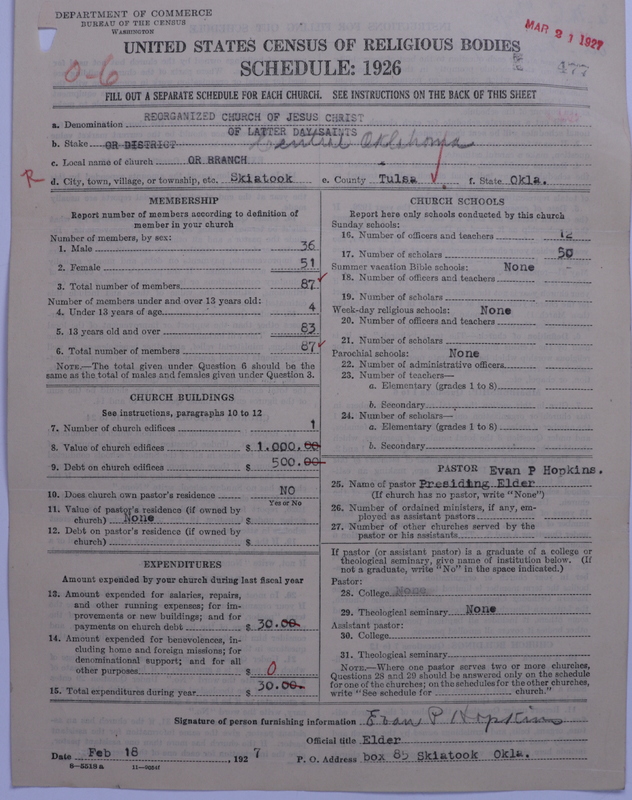 DEPARTMENT OF COMMERCE
BUREAU OF THE CENSUS
WASHINGTON
MAR 21 1927
UNITED STATES CENSUS OF RELIGIOUS BODIES
SCHEDULE: 1926
0-6
477
FILL OUT A SEPARATE SCHEDULE FOR EACH CHURCH. SEE INSTRUCTIONS ON THE BACK OF THIS SHEET
a. Denomination REORGANIZED CHURCH OF JESUS CHRIST
OF LATTER DAY SAINTS
b. Stake OR DISTRICT Central Oklahoma
c. Local name of church OR BRANCH
R d. City, town, village, or township, etc. Skiatook e. County Tulsa f. State Okla.
MEMBERSHIP
Report number of members according to definition of
member in your church
Number of members, by sex:
1. Male 36
2. Female 51
3. Total number of members 87
Number of members under and over 13 years old:
4. Under 13 years of age 4
5. 13 years old and over 83
6. Total number of members 87
NOTE.—The total given under Question 6 should be
same as the total of males and females given under Question 3.
CHURCH BUILDINGS
See instructions, paragraphs 10 to 12
7. Number of church edifices 1
8. Value of church edifices $ 1.000.00
9. Debt on church edifices $ 500.00
10. Does church own pastor's residence NO
Yes or No
11. Value of pastor's residence (if owned by
church) None $
12. Debt on pastor's residence (if owned by
church) $
EXPENDITURES
Amount expended by your church during last fiscal year
13. Amount expended for salaries, repairs,
and other running expenses; for im-
provements or new buildings; and for
payments on church debt $ 30.00
14. Amount expended for benevolences, in-
cluding home and foreign missions; for
denominational support; and for all
other purposes $ 0
15. Total expenditures during year $ 30.00
CHURCH SCHOOLS
Report here only schools conducted by this church
Sunday schools:
16. Number of officers and teachers 12
17. Number of scholars 50
Summer vacation Bible schools: None
18. Number of officers and teachers
19. Number of scholars
Week-day religious schools: None
20. Number of officers and teachers
21. Number of scholars
Parochial schools: None
22. Number of administrative officers
23. Number of teachers—
a. Elementary (grades 1 to 8)
b. Secondary
24. Number of scholars—
a. Elementary (grades 1 to 8)
b. Secondary
PASTOR Evan P Hopkins.
25. Name of pastor Presiding Elder
(If church has no pastor, write "None")
26. Number of ordained ministers, if any, em-
ployed as assistant pastors
27. Number of other churches served by the
pastor or his assistants
If pastor (or assistant pastor) is a graduate of a college or
theological seminary, give name of institution below. (If
not a graduate, write "No" in the space indicated.)
Pastor:
28. College None
29. Theological seminary None
Assistant pastor:
30. College
31. Theological seminary
NOTE.—Where one pastor serves two or more churches,
Questions 28 and 29 should be answered only on the schedule
for one of the churches; on the schedules for the other churches,
write "See schedule for church."
Signature of person furnishing information Evan P Hopkins
Official title Elder
Date Feb 18, 1927 P. O. Address box 85 Skiatook Okla.
8-5518 a